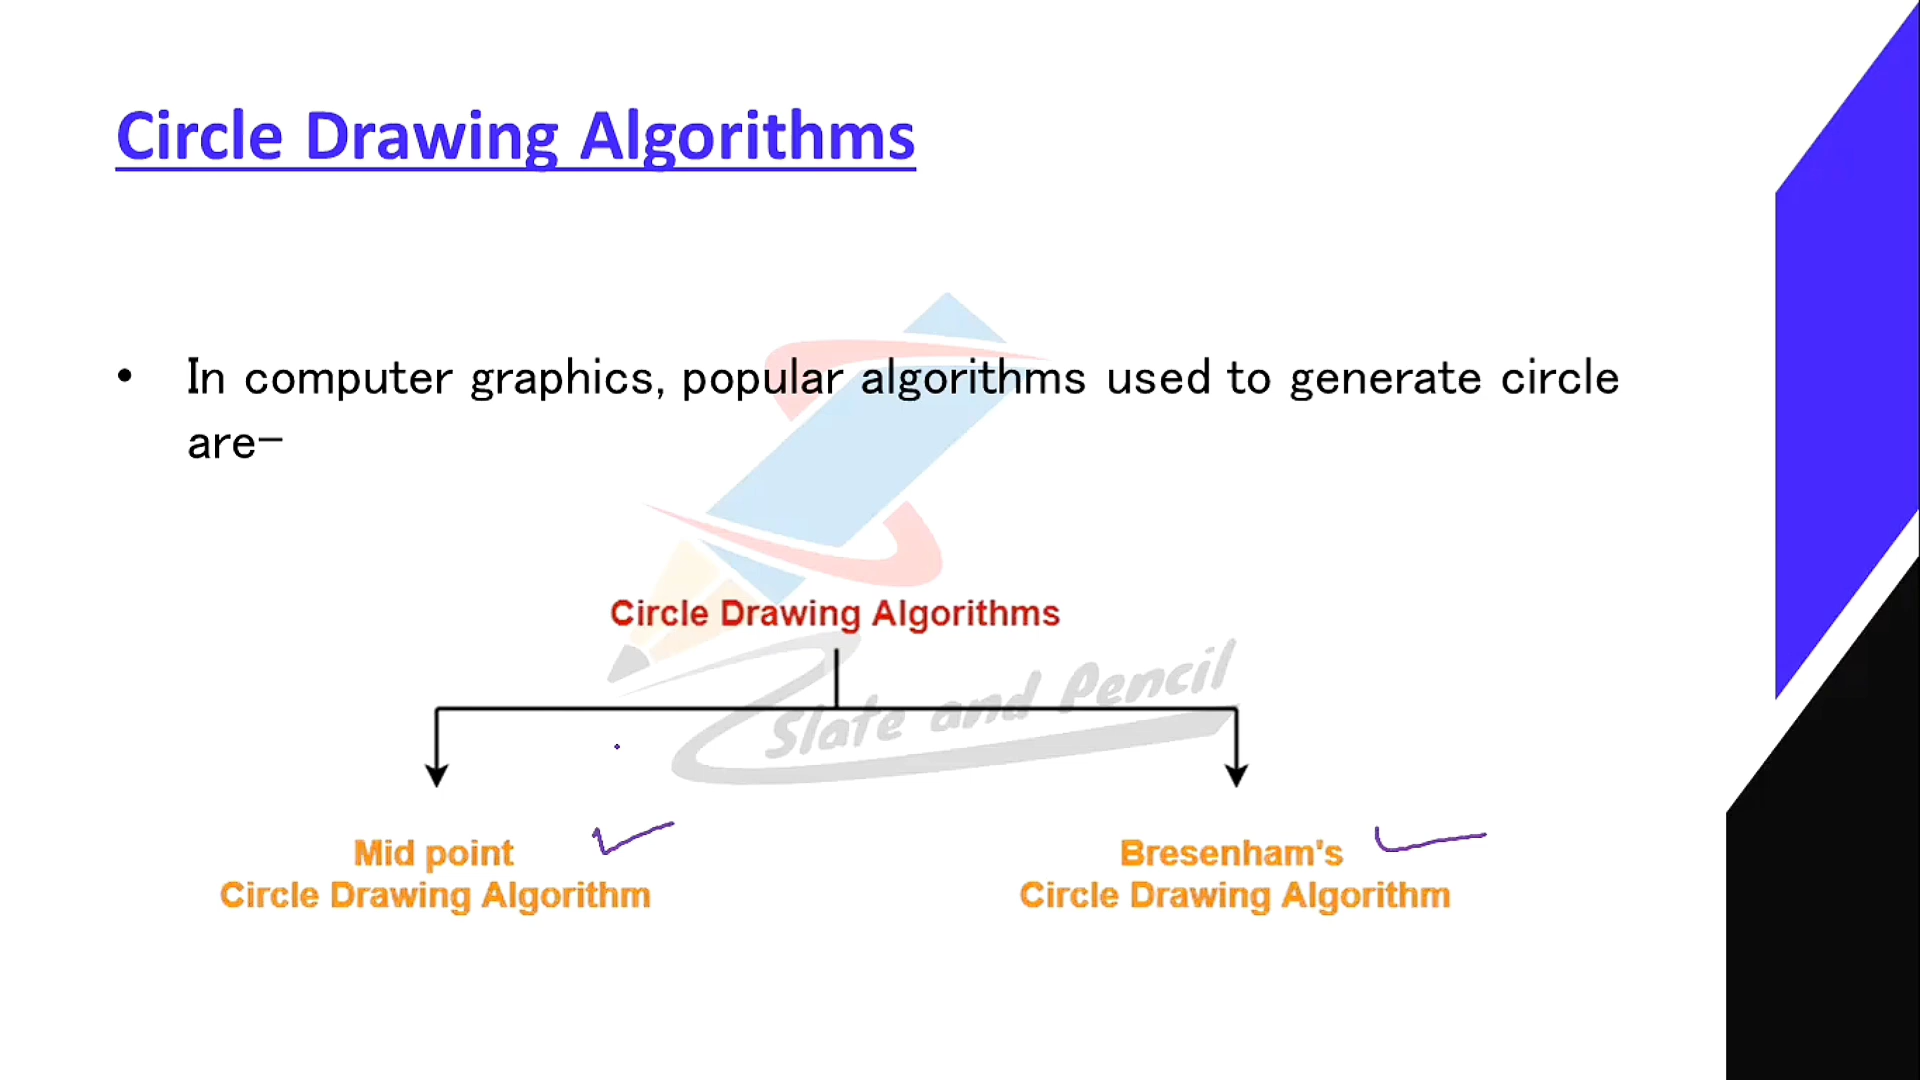 Circle Drawing Algorithms
• In computer graphics, popular algorithms used to generate circle
are-
Circle Drawing Algorithms
Slate and Pencil
Mid point
Circle Drawing Algorithm
Bresenham's
Circle Drawing Algorithm